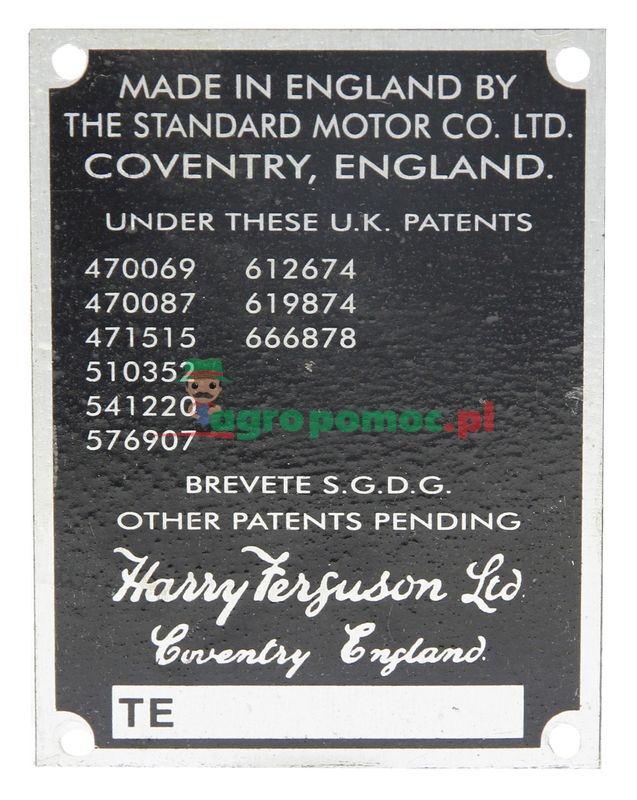 MADE IN ENGLAND BY
THE STANDARD MOTOR CO. LTD.
COVENTRY, ENGLAND.
UNDER THESE U.K. PATENTS
470069 612674
470087 619874
471515 666878
510352
541220
agropomoc.pl
576907
BREVETE S.G.D.G.
OTHER PATENTS PENDING
Harry Ferguson Ltd
Coventry England.
TE